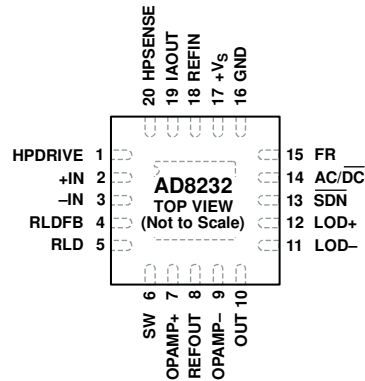 20 HPSENSE
19 IAOUT
18 REFIN
17 +VS
16 GND
HPDRIVE 1
+IN 2
–IN 3
RLDFB 4
RLD 5
AD8232
TOP VIEW
(Not to Scale)
15 FR
14 AC/DC
13 SDN
12 LOD+
11 LOD–
SW 6
OPAMP+ 7
REFOUT 8
OPAMP– 9
OUT 10